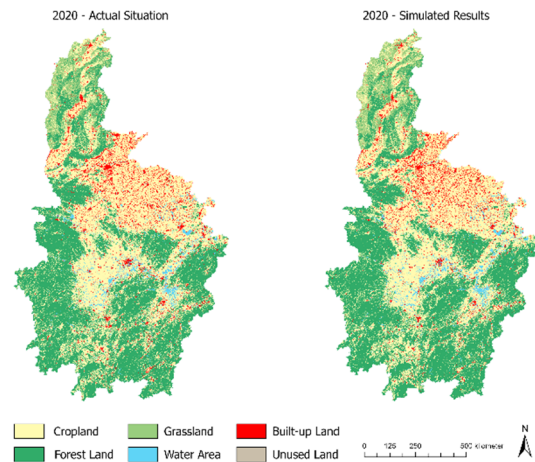 2020 - Actual Situation
2020 - Simulated Results
Cropland
Grassland
Built-up Land
Forest Land
Water Area
Unused Land
0 125 250 500 kilometer
N